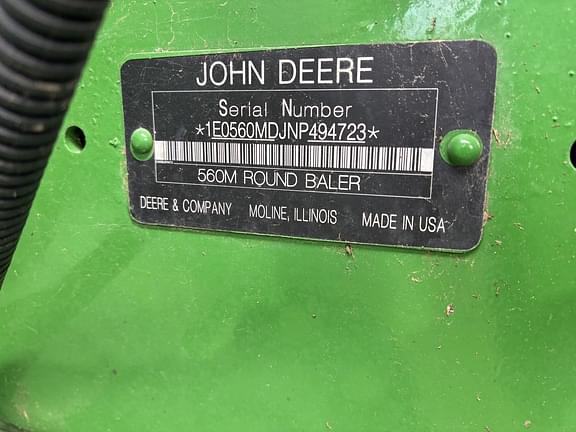 JOHN DEERE
Serial Number
*1E0560MDJNP494723*
560M ROUND BALER
DEERE & COMPANY MOLINE, ILLINOIS MADE IN USA